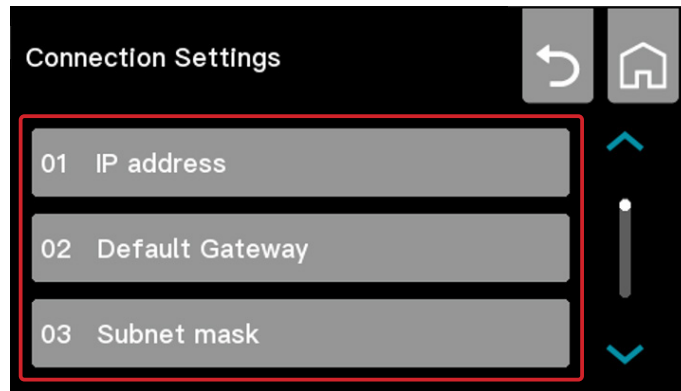 Connection Settings
01 IP address
02 Default Gateway
03 Subnet mask